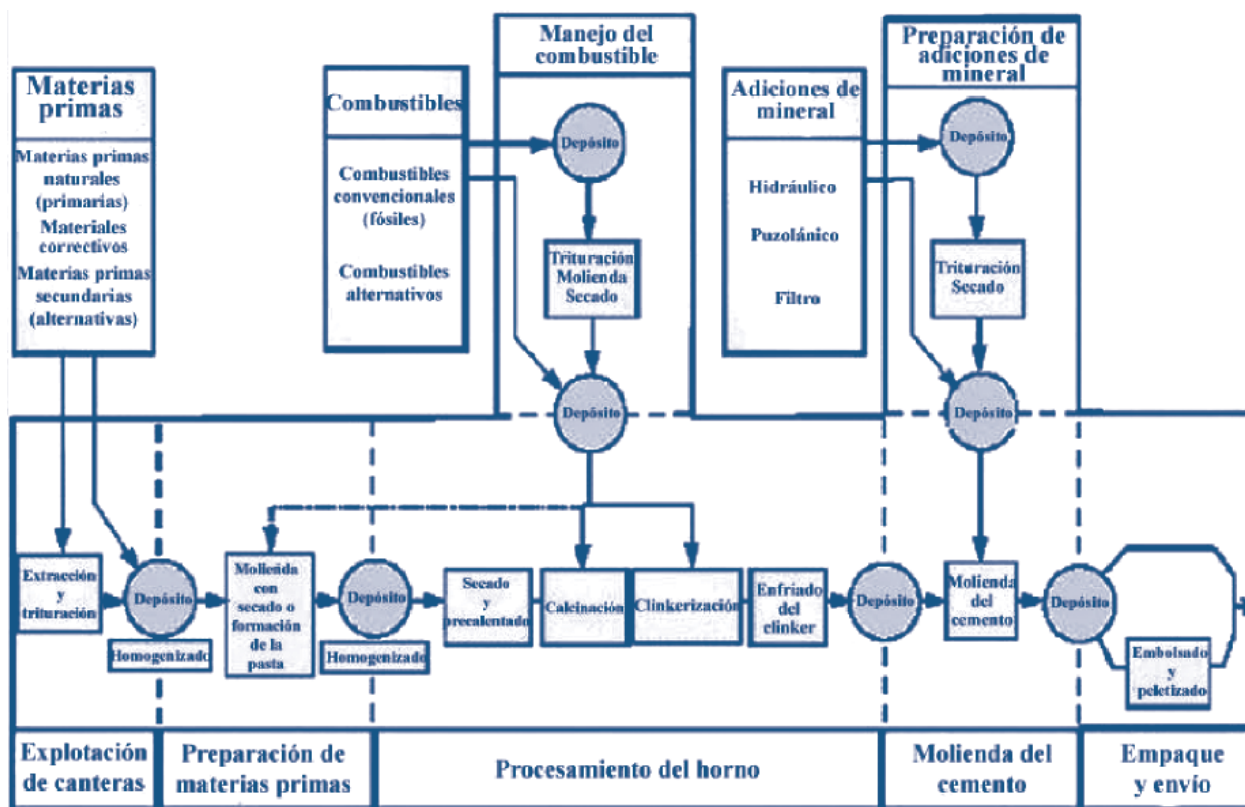 Materias
primas
Materias primas
naturales
(primarias)
Materiales
correctivos
Materias primas
secundarias
(alternativas)
Combustibles
Combustibles
convencionales
(fósiles)
Combustibles
alternativos
Manejo del
combustible
Depósito
Trituración
Molienda
Secado
Depósito
Adiciones de
mineral
Hidráulico
Puzolánico
Filtro
Preparación de
adiciones de
mineral
Depósito
Trituración
Secado
Depósito
Extracción
y
trituración
Depósito
Homogenizado
Molienda
con
secado o
formación
de la
pasta
Depósito
Homogenizado
Secado
y
precalentado
Calcinación
Clinkerización
Enfriado
del
clinker
Depósito
Molienda
del
cemento
Depósito
Embolsado
y
peletizado
Explotación
de canteras
Preparación de
materias primas
Procesamiento del horno
Molienda del
cemento
Empaque
y envío